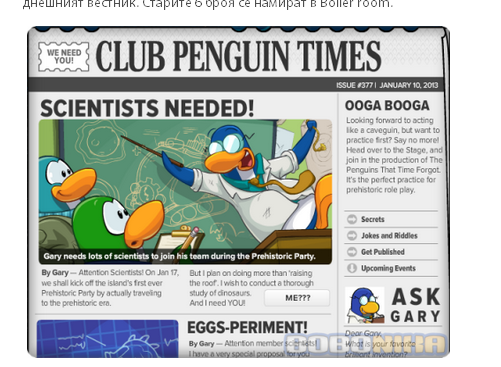 днешният вестник. Старите 6 броя се намират в Boiler room.
WE NEED
YOU!
CLUB PENGUIN TIMES
ISSUE #377 | JANUARY 10, 2013
SCIENTISTS NEEDED!
Gary needs lots of scientists to join his team during the Prehistoric Party.
By Gary — Attention Scientists! On Jan 17,
we shall kick off the island's first ever
Prehistoric Party by actually traveling
to the prehistoric era.
But I plan on doing more than 'raising
the roof'. I wish to conduct a thorough
study of dinosaurs.
And I need YOU!
ME???
EGGS-PERIMENT!
By Gary — Attention member scientists!
I have a very special proposal for you
OOGA BOOGA
Looking forward to acting
like a caveguin, but want to
practice first? Say no more!
Head over to the Stage, and
join in the production of The
Penguins That Time Forgot.
It's the perfect practice for
prehistoric role play.
Secrets
Jokes and Riddles
Get Published
Upcoming Events
ASK
GARY
Dear Gary,
What is your favorite
brilliant invention?